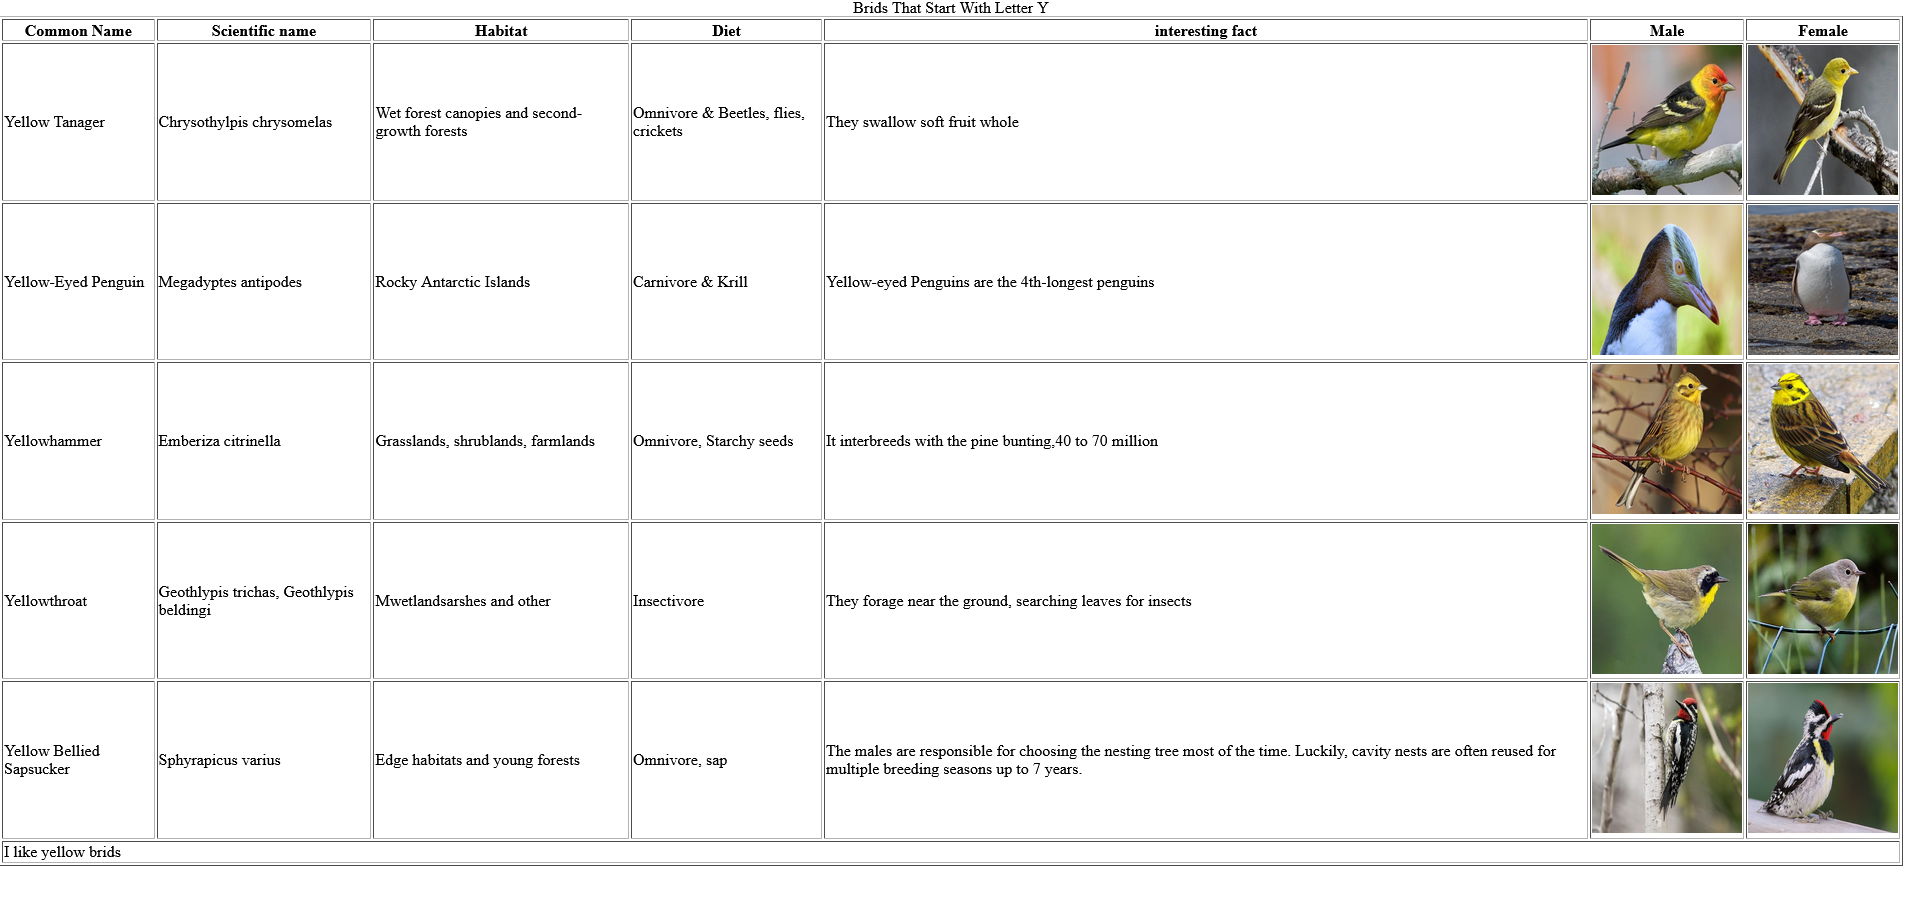 Brids That Start With Letter Y
Common Name Scientific name Habitat Diet interesting fact Male Female
Yellow Tanager
Chrysothylpis chrysomelas
Wet forest canopies and second-
growth forests
Omnivore & Beetles, flies,
crickets
They swallow soft fruit whole
Yellow-Eyed Penguin
Megadyptes antipodes
Rocky Antarctic Islands
Carnivore & Krill
Yellow-eyed Penguins are the 4th-longest penguins
Yellowhammer
Emberiza citrinella
Grasslands, shrublands, farmlands
Omnivore, Starchy seeds
It interbreeds with the pine bunting,40 to 70 million
Yellowthroat
Geothlypis trichas, Geothlypis
beldingi
Mwetlandsarshes and other
Insectivore
They forage near the ground, searching leaves for insects
Yellow Bellied
Sapsucker
Sphyrapicus varius
Edge habitats and young forests
Omnivore, sap
The males are responsible for choosing the nesting tree most of the time. Luckily, cavity nests are often reused for
multiple breeding seasons up to 7 years.
I like yellow brids